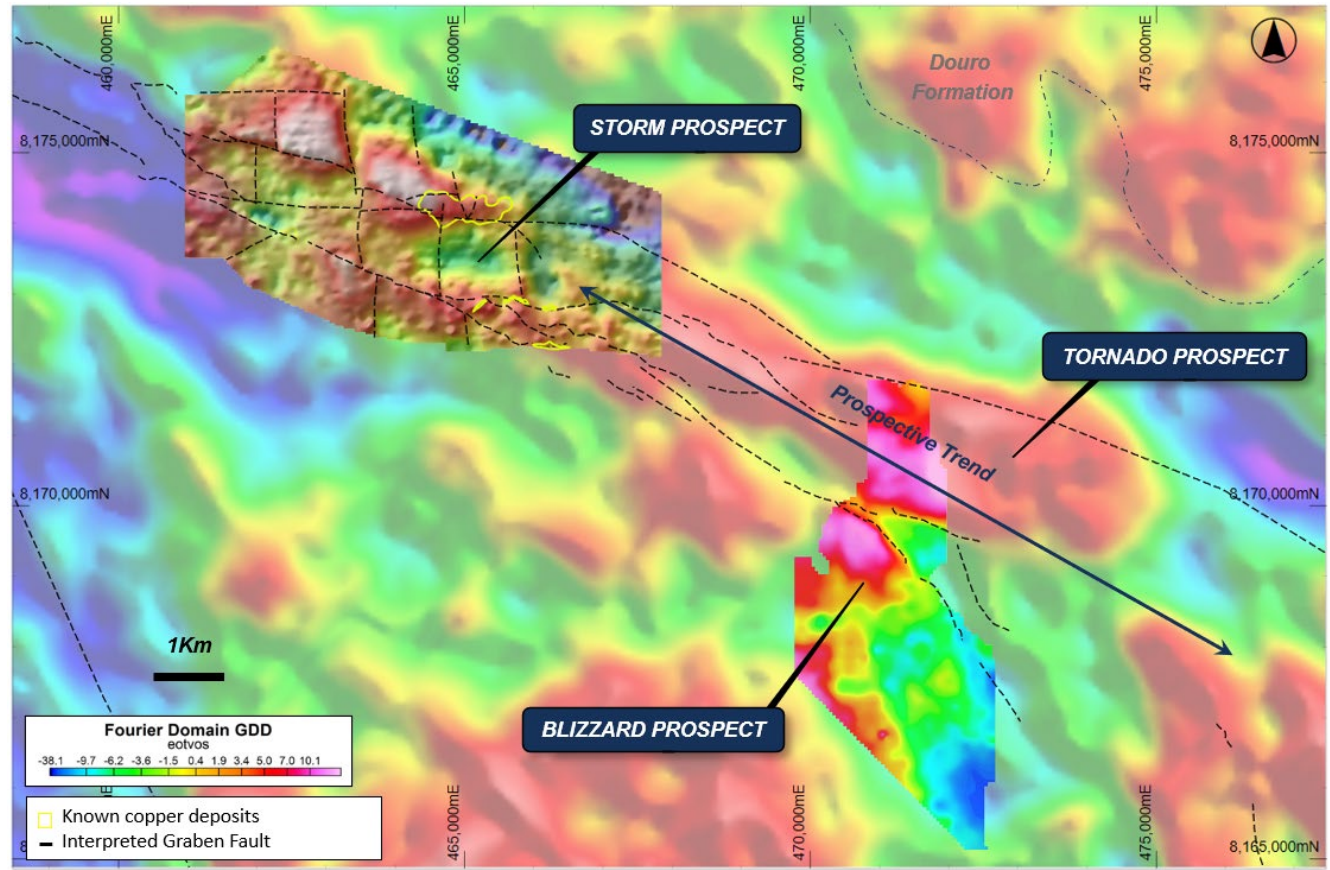 460,000mE
465,000mE
470,000mE
475,000mE
Douro
Formation
STORM PROSPECT
8,175,000mN
8,175,000mN
TORNADO PROSPECT
Prospective Trend
8,170,000mN
8,170,000mN
1Km
BLIZZARD PROSPECT
Fourier Domain GDD
eotvos
-38.1 -9.7 -6.2 -3.6 -1.5 0.4 1.9 3.4 5.0 7.0 10.1
Known copper deposits
Interpreted Graben Fault
465,000mE
470,000mE
475,000mE
8,165,000mN